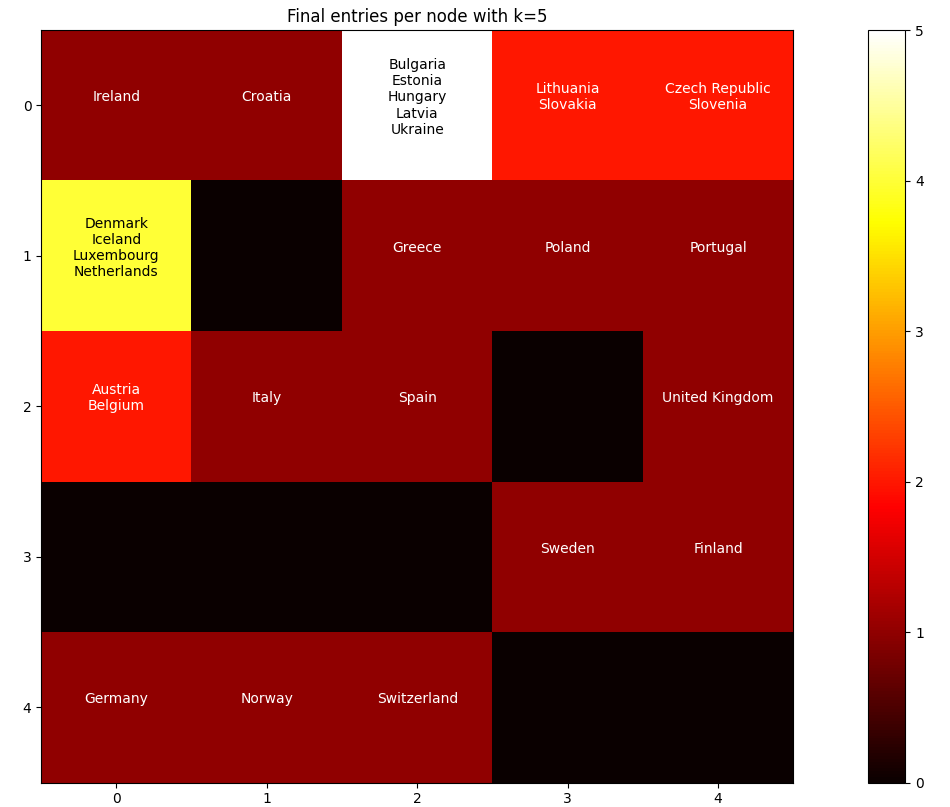 Final entries per node with k=5
Ireland
Croatia
Bulgaria
Estonia
Hungary
Latvia
Ukraine
Lithuania
Slovakia
Czech Republic
Slovenia
Denmark
Iceland
Luxembourg
Netherlands
Greece
Poland
Portugal
Austria
Belgium
Italy
Spain
United Kingdom
Sweden
Finland
Germany
Norway
Switzerland
0
1
2
3
4
0
1
2
3
4
5
4
3
2
1
0